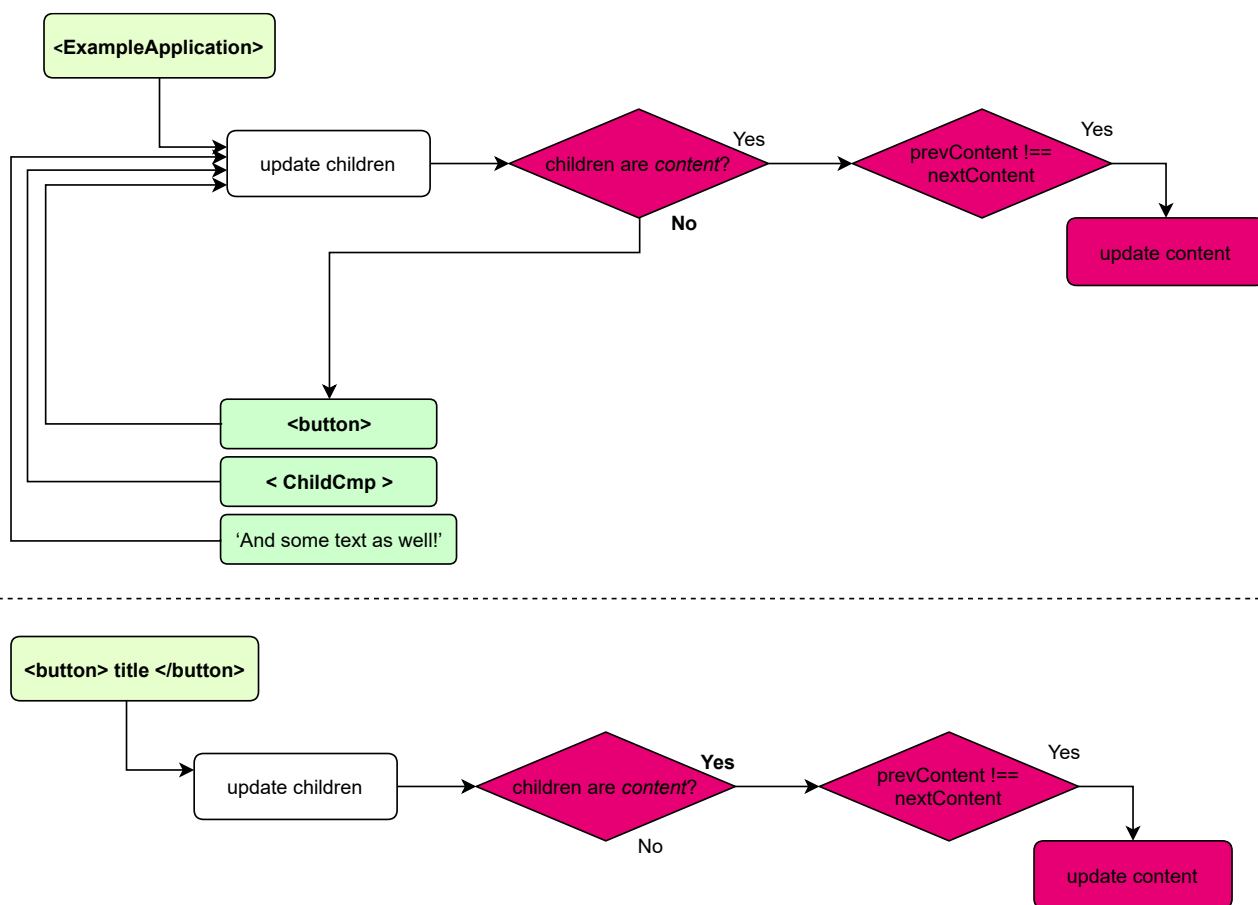 <ExampleApplication>
update children
children are content?
Yes
prevContent !==
nextContent
Yes
update content
No
<button>
< ChildCmp >
‘And some text as well!’
<button> title </button>
update children
children are content?
Yes
prevContent !==
nextContent
Yes
update content
No